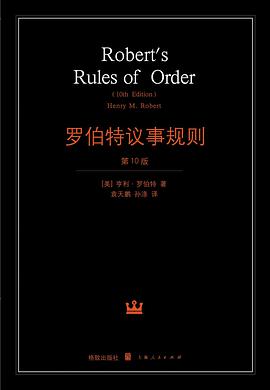 Robert's
Rules of Order
(10th Edition)
Henry M. Robert
罗伯特议事规则
第10版
[美] 亨利·罗伯特 著
袁天鹏 孙涤 译
格致出版社 上海人民出版社